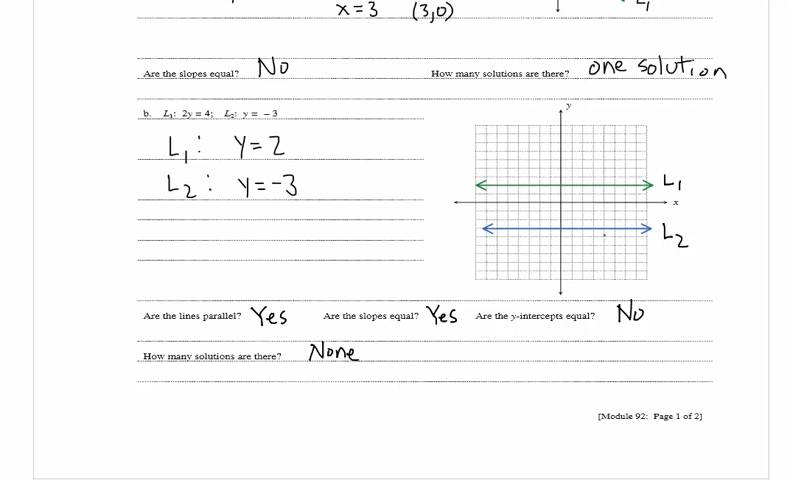 x = 3 (3,0)
L1
Are the slopes equal? No How many solutions are there? one solution
b. L₁: 2y = 4; L₂: y = − 3
L1 : y = 2
L2 : y = -3
y
L1
x
L2
Are the lines parallel? Yes Are the slopes equal? Yes Are the y-intercepts equal? No
How many solutions are there? None
[Module 92: Page 1 of 2]